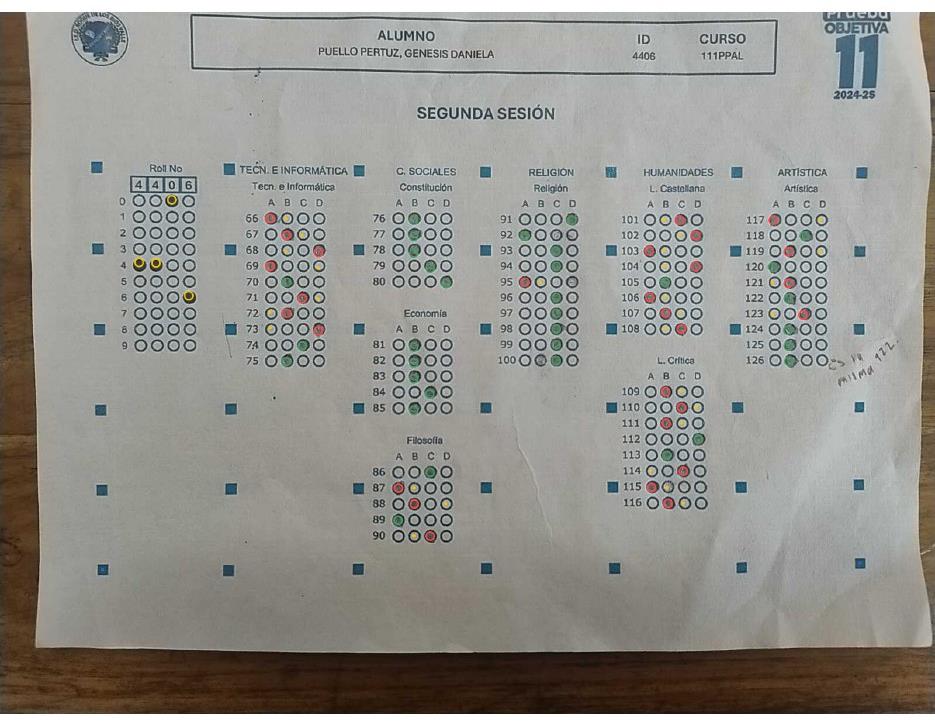 Prueba
OBJETIVA
11
2024-25
ALUMNO ID CURSO
PUELLO PERTUZ, GENESIS DANIELA 4406 111PPAL
SEGUNDA SESIÓN
Roll No
4 4 0 6
0
1
2
3
4
5
6
7
8
9
TECN. E INFORMÁTICA
Tecn. e Informática
A B C D
66
67
68
69
70
71
72
73
74
75
C. SOCIALES
Constitución
A B C D
76
77
78
79
80
Economía
A B C D
81
82
83
84
85
Filosofía
A B C D
86
87
88
89
90
RELIGIÓN
Religión
A B C D
91
92
93
94
95
96
97
98
99
100
HUMANIDADES
L. Castellana
A B C D
101
102
103
104
105
106
107
108
L. Crítica
A B C D
109
110
111
112
113
114
115
116
ARTÍSTICA
Artística
A B C D
117
118
119
120
121
122
123
124
125
126
es la
misma 122.